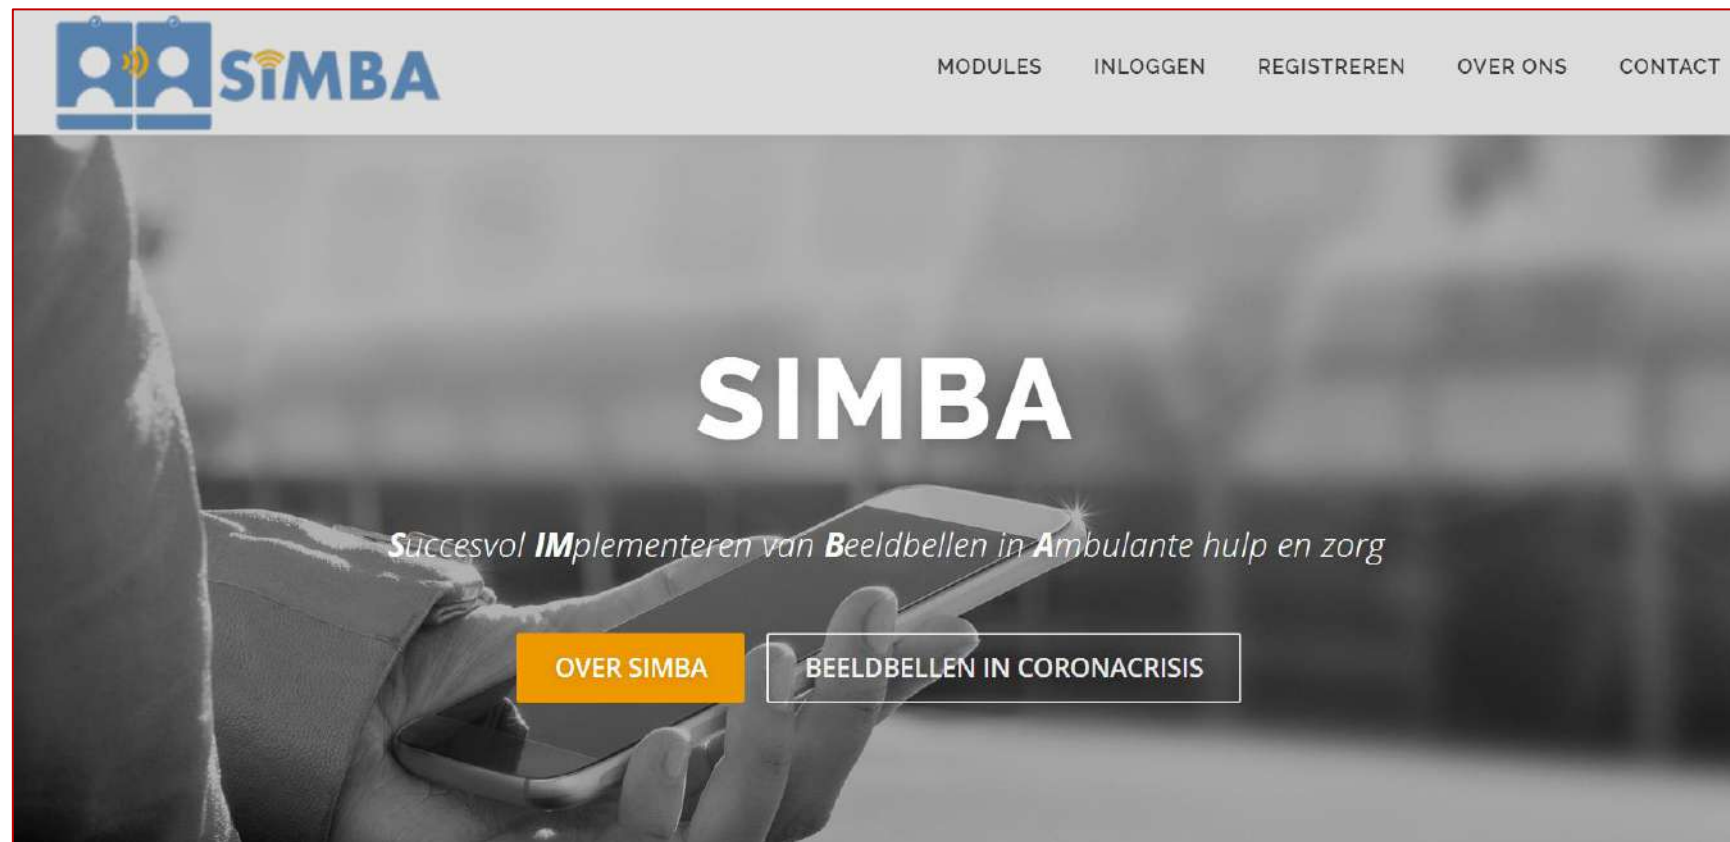 SIMBA
MODULES INLOGGEN REGISTREREN OVER ONS CONTACT
SIMBA
Succesvol IMplementeren van Beeldbellen in Ambulante hulp en zorg
OVER SIMBA
BEELDBELLEN IN CORONACRISIS